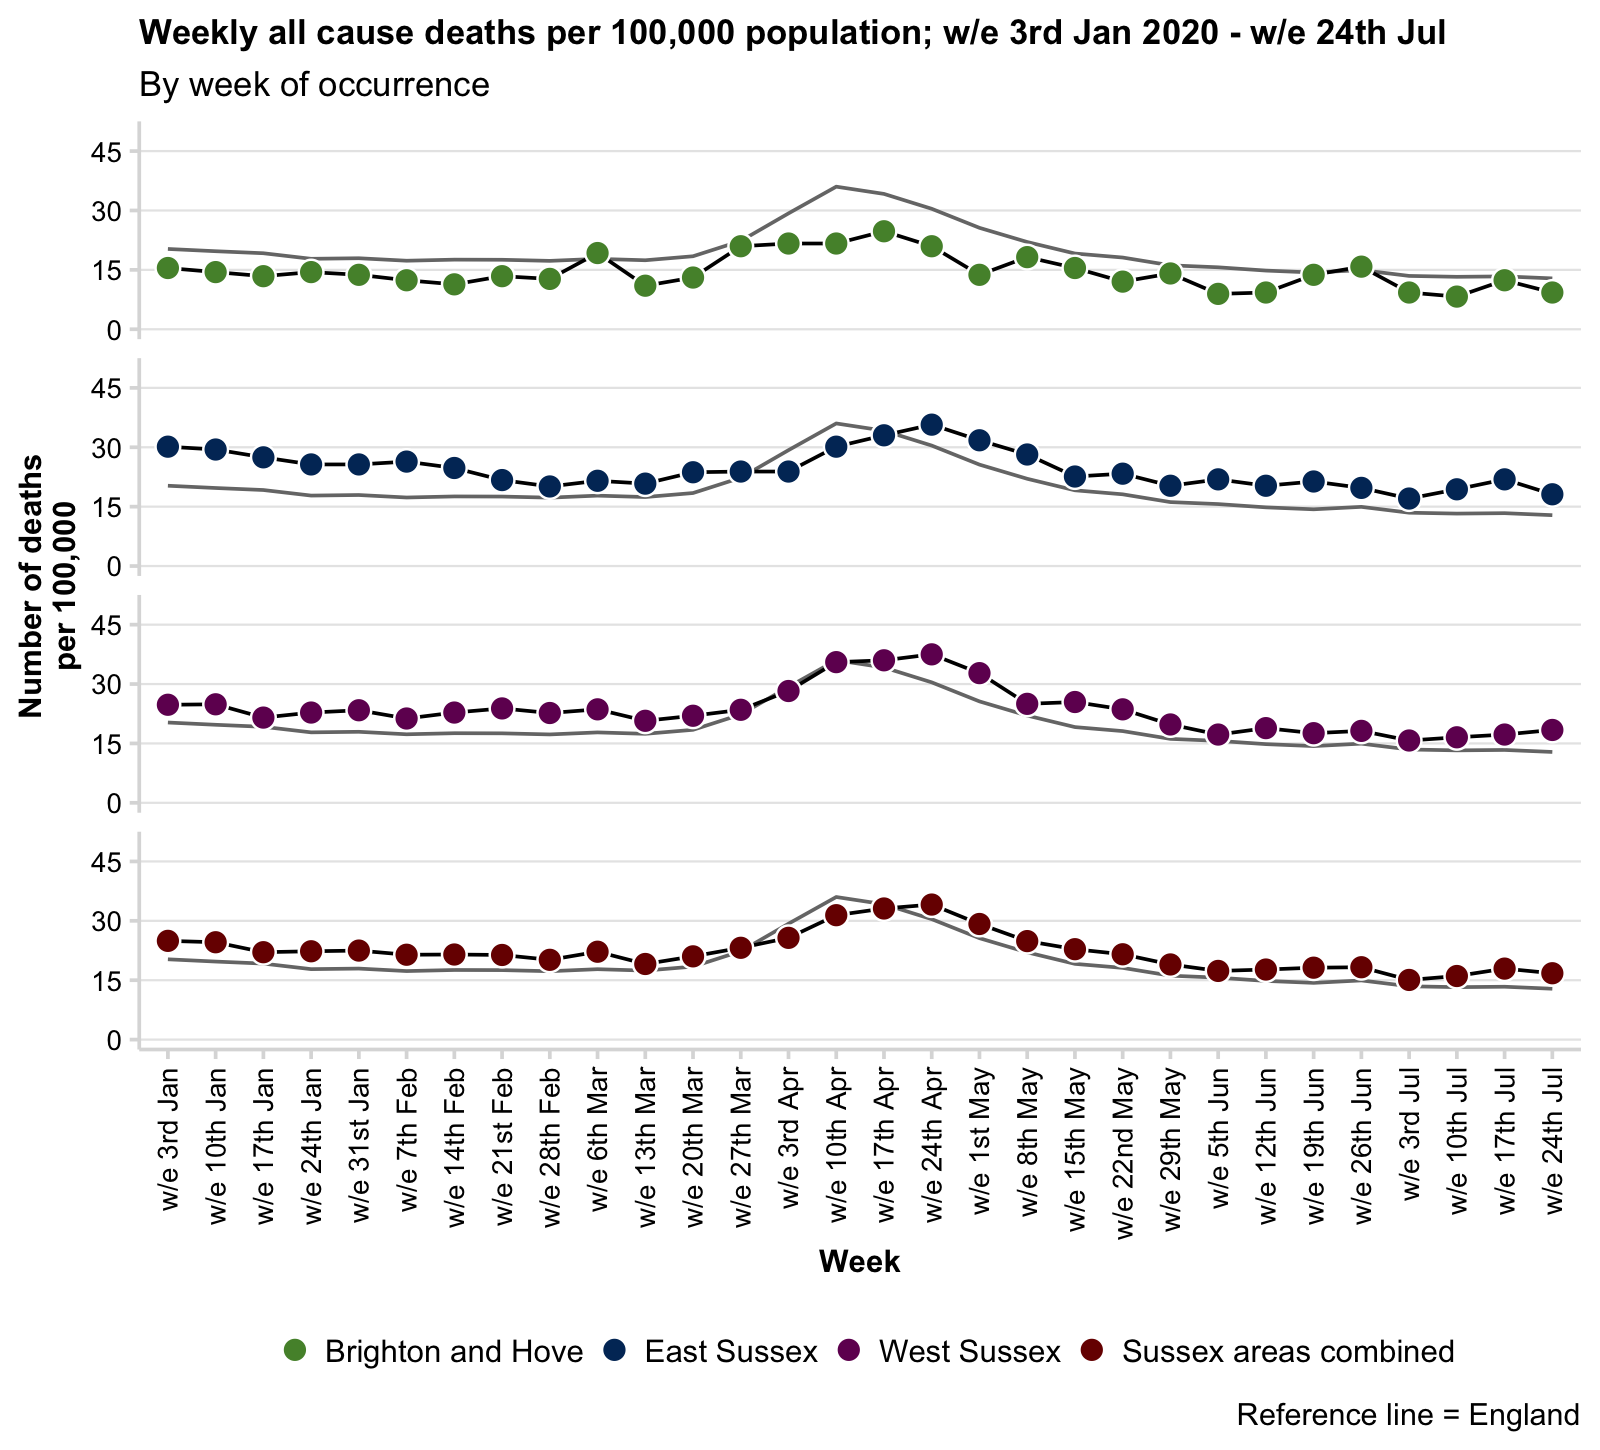 Weekly all cause deaths per 100,000 population; w/e 3rd Jan 2020 - w/e 24th Jul
By week of occurrence
Number of deaths
per 100,000
45
30
15
0
45
30
15
0
45
30
15
0
45
30
15
0
w/e 3rd Jan
w/e 10th Jan
w/e 17th Jan
w/e 24th Jan
w/e 31st Jan
w/e 7th Feb
w/e 14th Feb
w/e 21st Feb
w/e 28th Feb
w/e 6th Mar
w/e 13th Mar
w/e 20th Mar
w/e 27th Mar
w/e 3rd Apr
w/e 10th Apr
w/e 17th Apr
w/e 24th Apr
w/e 1st May
w/e 8th May
w/e 15th May
w/e 22nd May
w/e 29th May
w/e 5th Jun
w/e 12th Jun
w/e 19th Jun
w/e 26th Jun
w/e 3rd Jul
w/e 10th Jul
w/e 17th Jul
w/e 24th Jul
Week
Brighton and Hove East Sussex West Sussex Sussex areas combined
Reference line = England